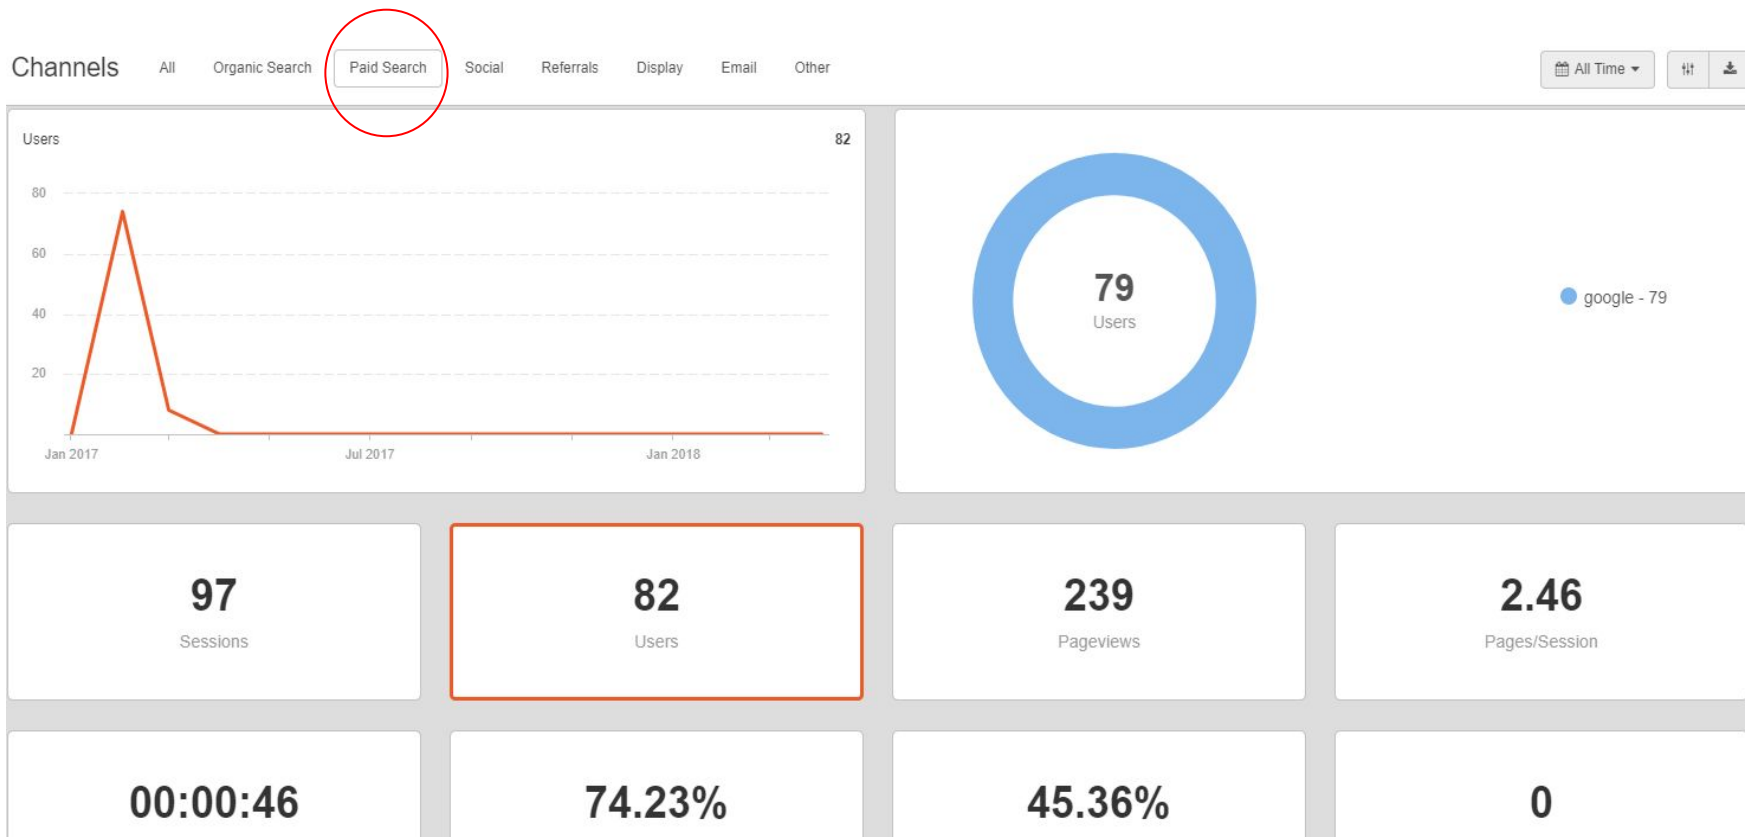 Channels All Organic Search Paid Search Social Referrals Display Email Other All Time
Users 82
80
60
40
20
Jan 2017 Jul 2017 Jan 2018
79
Users
google - 79
97
Sessions
82
Users
239
Pageviews
2.46
Pages/Session
00:00:46
74.23%
45.36%
0